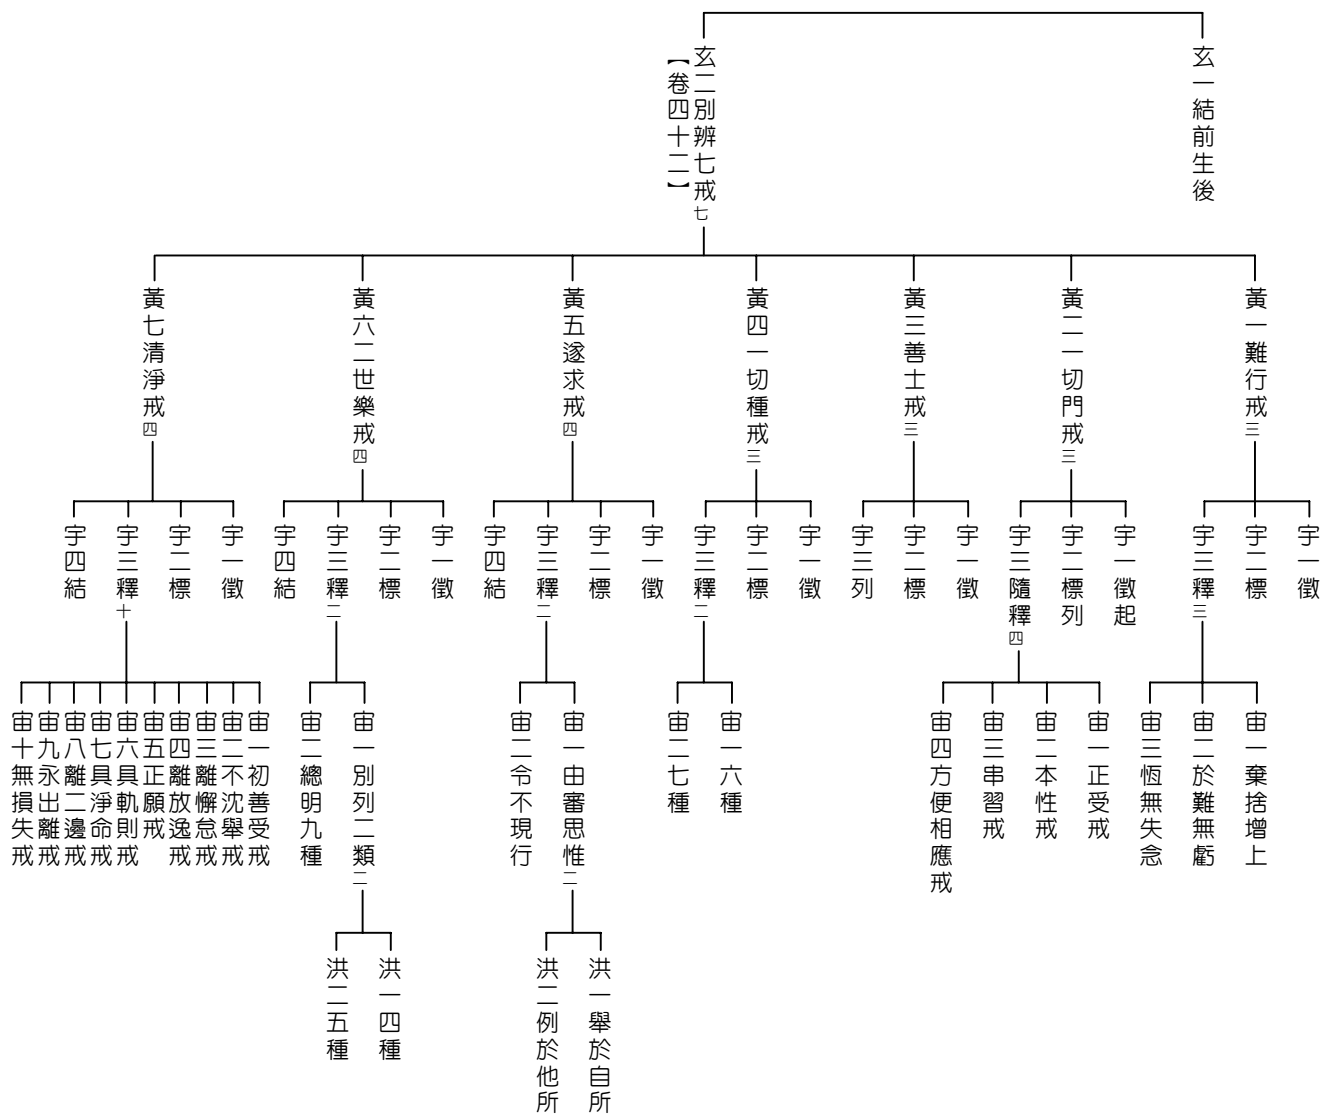 玄一結前生後
玄二別辨七戒七
【卷四十二】
黃一難行戒三
黃二一切門戒三
黃三善士戒三
黃四一切種戒三
黃五遂求戒四
黃六二世樂戒四
黃七清淨戒四
宇一徵
宇二標
宇三釋三
宇一徵起
宇二標列
宇三隨釋四
宇一徵
宇二標
宇三列
宇一徵
宇二標
宇三釋二
宇一徵
宇二標
宇三釋二
宇四結
宇一徵
宇二標
宇三釋二
宇四結
宇一徵
宇二標
宇三釋十
宇四結
宙一棄捨增上
宙二於難無虧
宙三恆無失念
宙一正受戒
宙二本性戒
宙三串習戒
宙四方便相應戒
宙一六種
宙二七種
宙一由審思惟二
宙二令不現行
宙一別列二類二
宙二總明九種
宙一初善受戒
宙二不沈舉戒
宙三離懈怠戒
宙四離放逸戒
宙五正願戒
宙六具軌則戒
宙七具淨命戒
宙八離二邊戒
宙九永出離戒
宙十無損失戒
洪一舉於自所
洪二例於他所
洪一四種
洪二五種